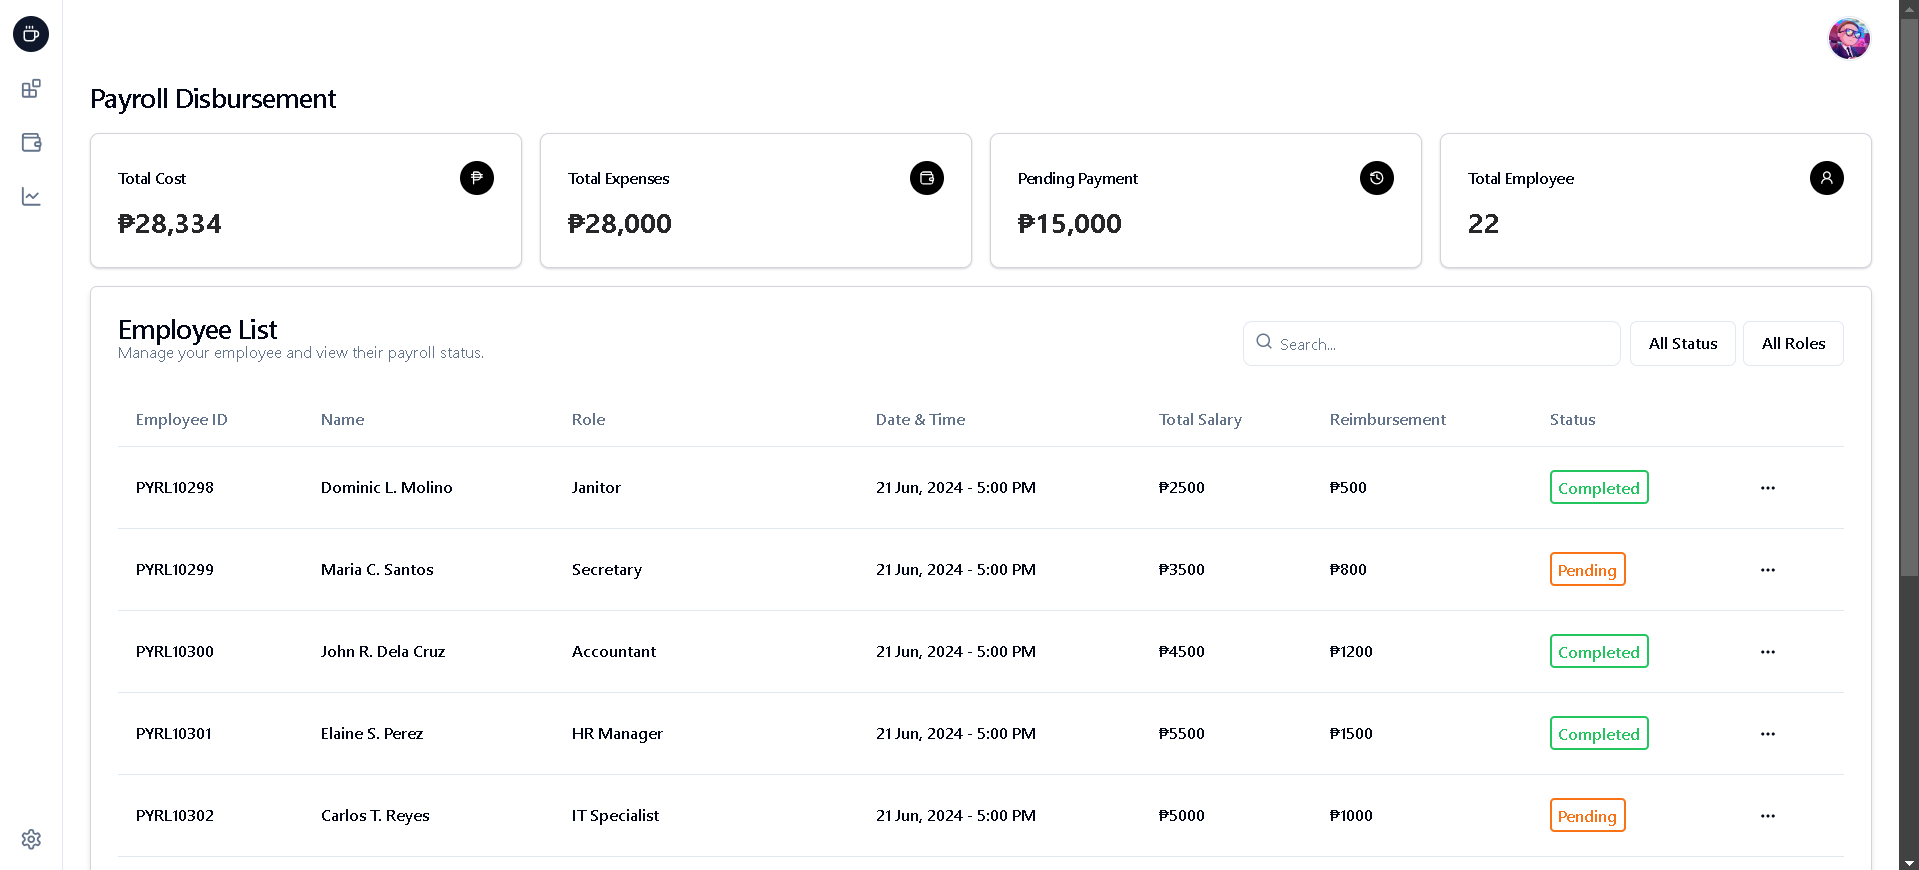 Payroll Disbursement
Total Cost
₱28,334
Total Expenses
₱28,000
Pending Payment
₱15,000
Total Employee
22
Employee List
Manage your employee and view their payroll status.
Search...
All Status
All Roles
Employee ID Name Role Date & Time Total Salary Reimbursement Status
PYRL10298 Dominic L. Molino Janitor 21 Jun, 2024 - 5:00 PM ₱2500 ₱500 Completed ...
PYRL10299 Maria C. Santos Secretary 21 Jun, 2024 - 5:00 PM ₱3500 ₱800 Pending ...
PYRL10300 John R. Dela Cruz Accountant 21 Jun, 2024 - 5:00 PM ₱4500 ₱1200 Completed ...
PYRL10301 Elaine S. Perez HR Manager 21 Jun, 2024 - 5:00 PM ₱5500 ₱1500 Completed ...
PYRL10302 Carlos T. Reyes IT Specialist 21 Jun, 2024 - 5:00 PM ₱5000 ₱1000 Pending ...